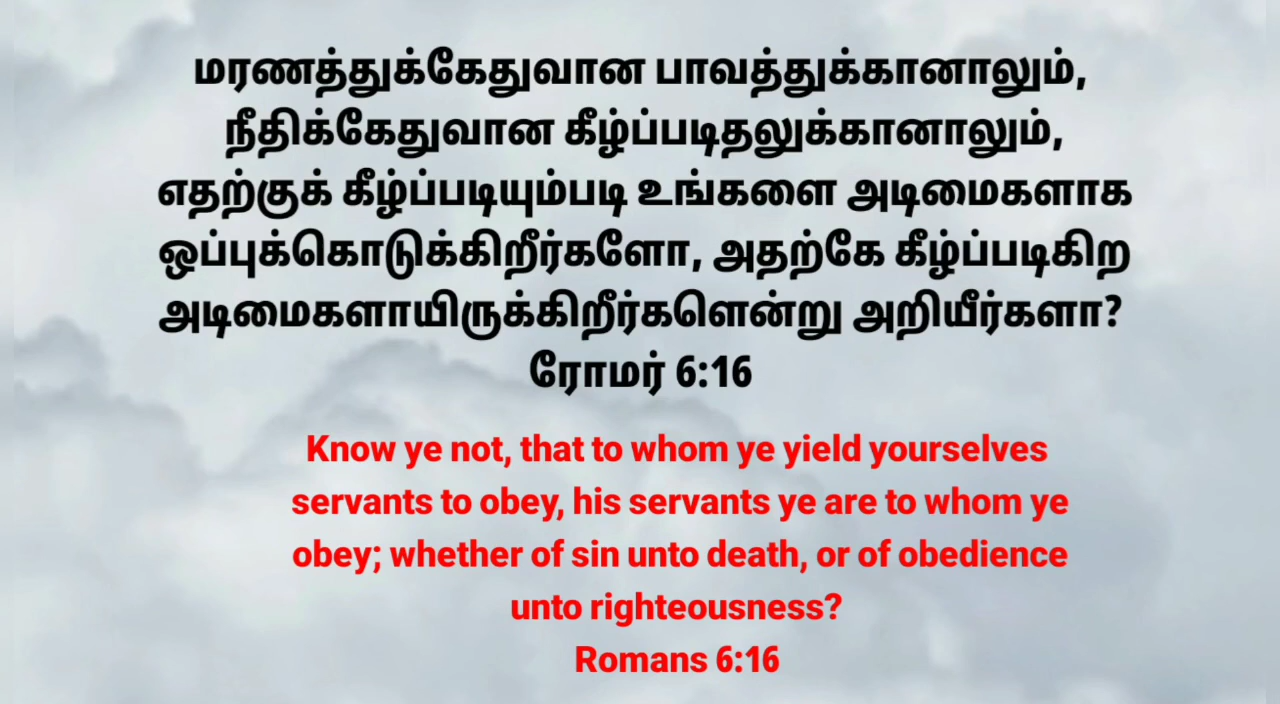 மரணத்துக்கேதுவான பாவத்துக்கானாலும்,
நீதிக்கேதுவான கீழ்ப்படிதலுக்கானாலும்,
எதற்குக் கீழ்ப்படியும்படி உங்களை அடிமைகளாக
ஒப்புக்கொடுக்கிறீர்களோ, அதற்கே கீழ்ப்படிகிற
அடிமைகளாயிருக்கிறீர்களென்று அறியீர்களா?
ரோமர் 6:16
Know ye not, that to whom ye yield yourselves
servants to obey, his servants ye are to whom ye
obey; whether of sin unto death, or of obedience
unto righteousness?
Romans 6:16